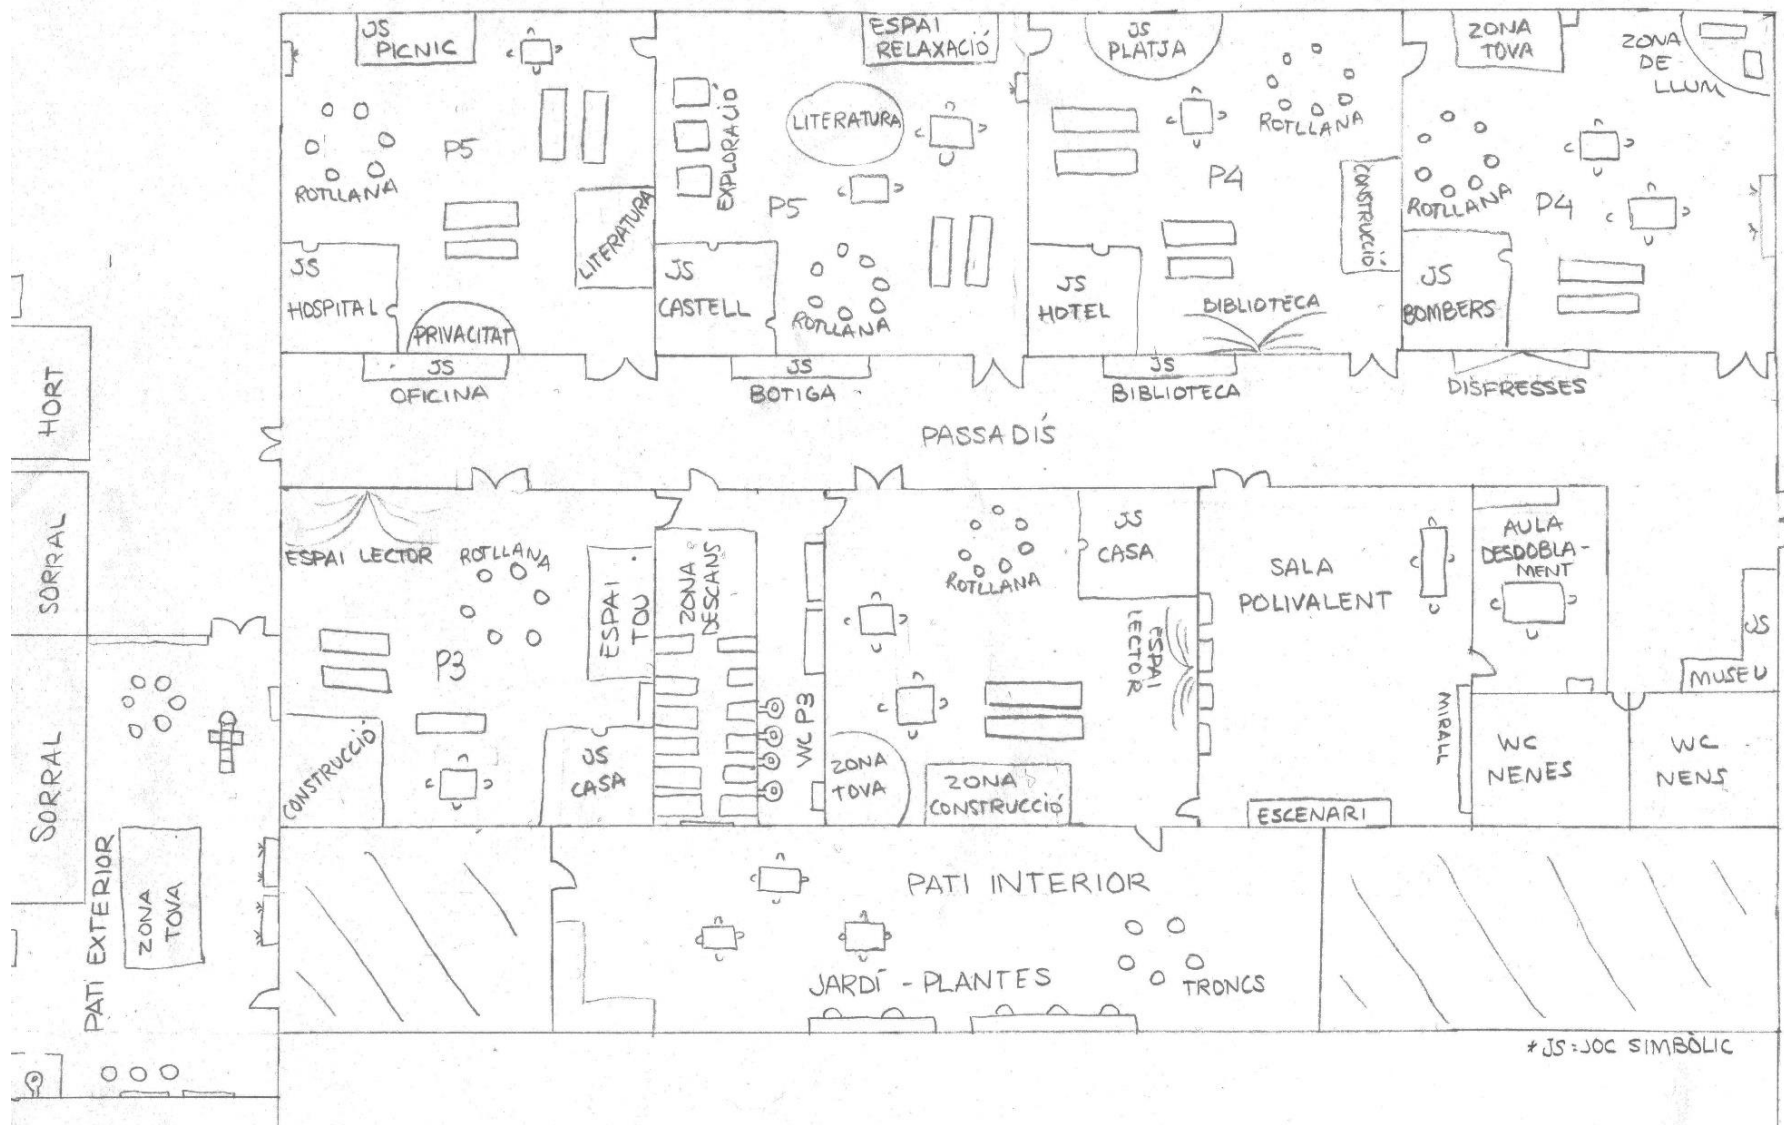 JS
PICNIC
ROTLLANA
P5
LITERATURA
JS
HOSPITAL
PRIVACITAT
JS
OFICINA
ESPAI
RELAXACIÓ
EXPLORACIÓ
LITERATURA
P5
JS
CASTELL
ROTLLANA
JS
BOTIGA
JS
PLATJA
ROTLLANA
P4
CONSTRUCCIÓ
JS
HOTEL
BIBLIOTECA
JS
BIBLIOTECA
ZONA
TOVA
ZONA
DE
LLUM
ROTLLANA
P4
JS
BOMBERS
DISFRESSES
PASSADÍS
HORT
SORRAL
SORRAL
PATI EXTERIOR
ZONA
TOVA
ESPAI LECTOR
ROTLLANA
ESPAI
TOU
P3
CONSTRUCCIÓ
JS
CASA
ZONA
DESCANS
WC P3
ROTLLANA
JS
CASA
ESPAI
LECTOR
ZONA
TOVA
ZONA
CONSTRUCCIÓ
SALA
POLIVALENT
MIRALL
ESCENARI
AULA
DESDOBLA-
MENT
JS
MUSEU
WC
NENES
WC
NENS
PATI INTERIOR
JARDÍ - PLANTES
TRONCS
* JS: JOC SIMBÒLIC